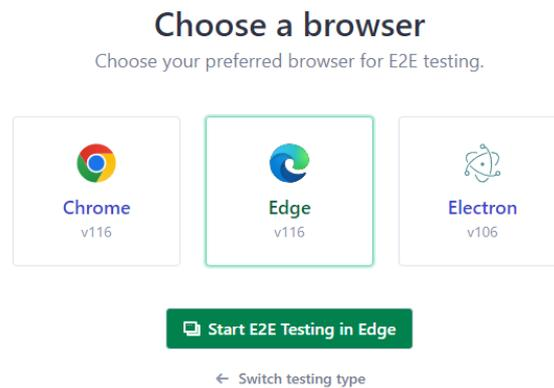 Choose a browser
Choose your preferred browser for E2E testing.
Chrome
v116
Edge
v116
Electron
v106
Start E2E Testing in Edge
← Switch testing type